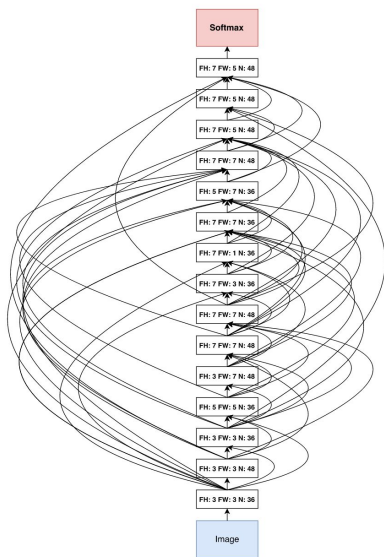 Softmax
FH: 7 FW: 5 N: 48
FH: 7 FW: 5 N: 48
FH: 7 FW: 5 N: 48
FH: 7 FW: 7 N: 48
FH: 5 FW: 7 N: 36
FH: 7 FW: 7 N: 36
FH: 7 FW: 1 N: 36
FH: 7 FW: 3 N: 36
FH: 7 FW: 7 N: 48
FH: 7 FW: 7 N: 48
FH: 3 FW: 7 N: 48
FH: 5 FW: 5 N: 36
FH: 3 FW: 3 N: 36
FH: 3 FW: 3 N: 48
FH: 3 FW: 3 N: 36
Image